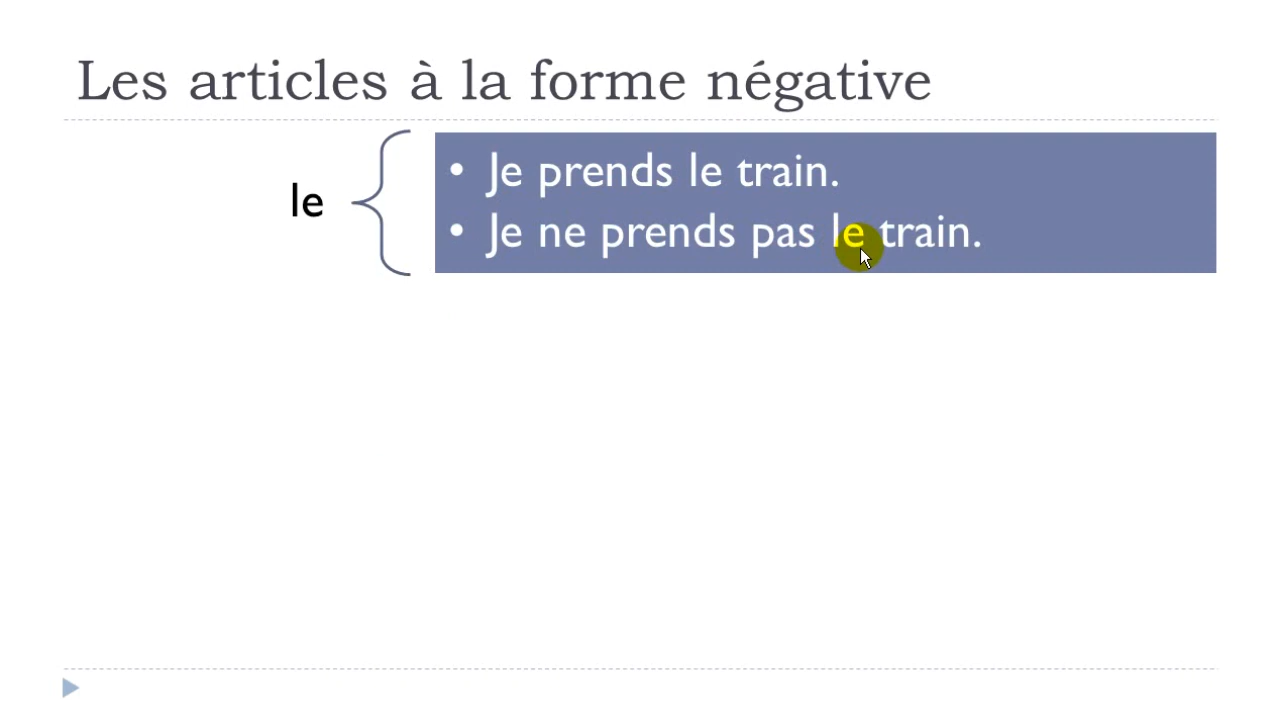 Les articles à la forme négative
le
• Je prends le train.
• Je ne prends pas le train.